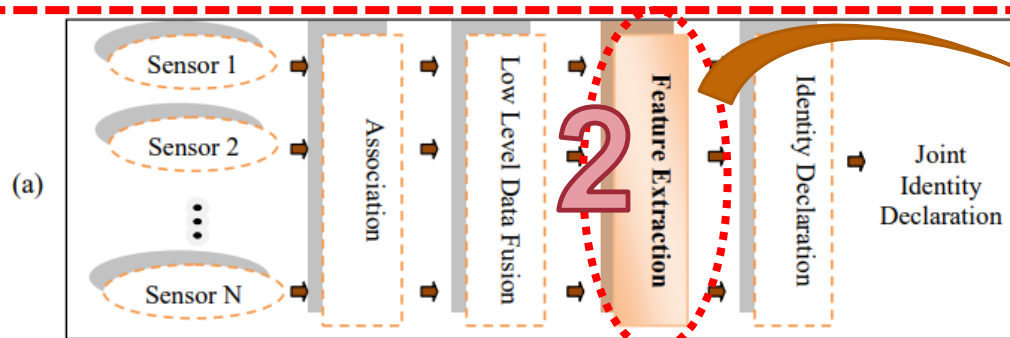 (a)
Sensor 1
Sensor 2
Sensor N
Association
Low Level Data Fusion
2
Feature Extraction
Identity Declaration
Joint
Identity
Declaration